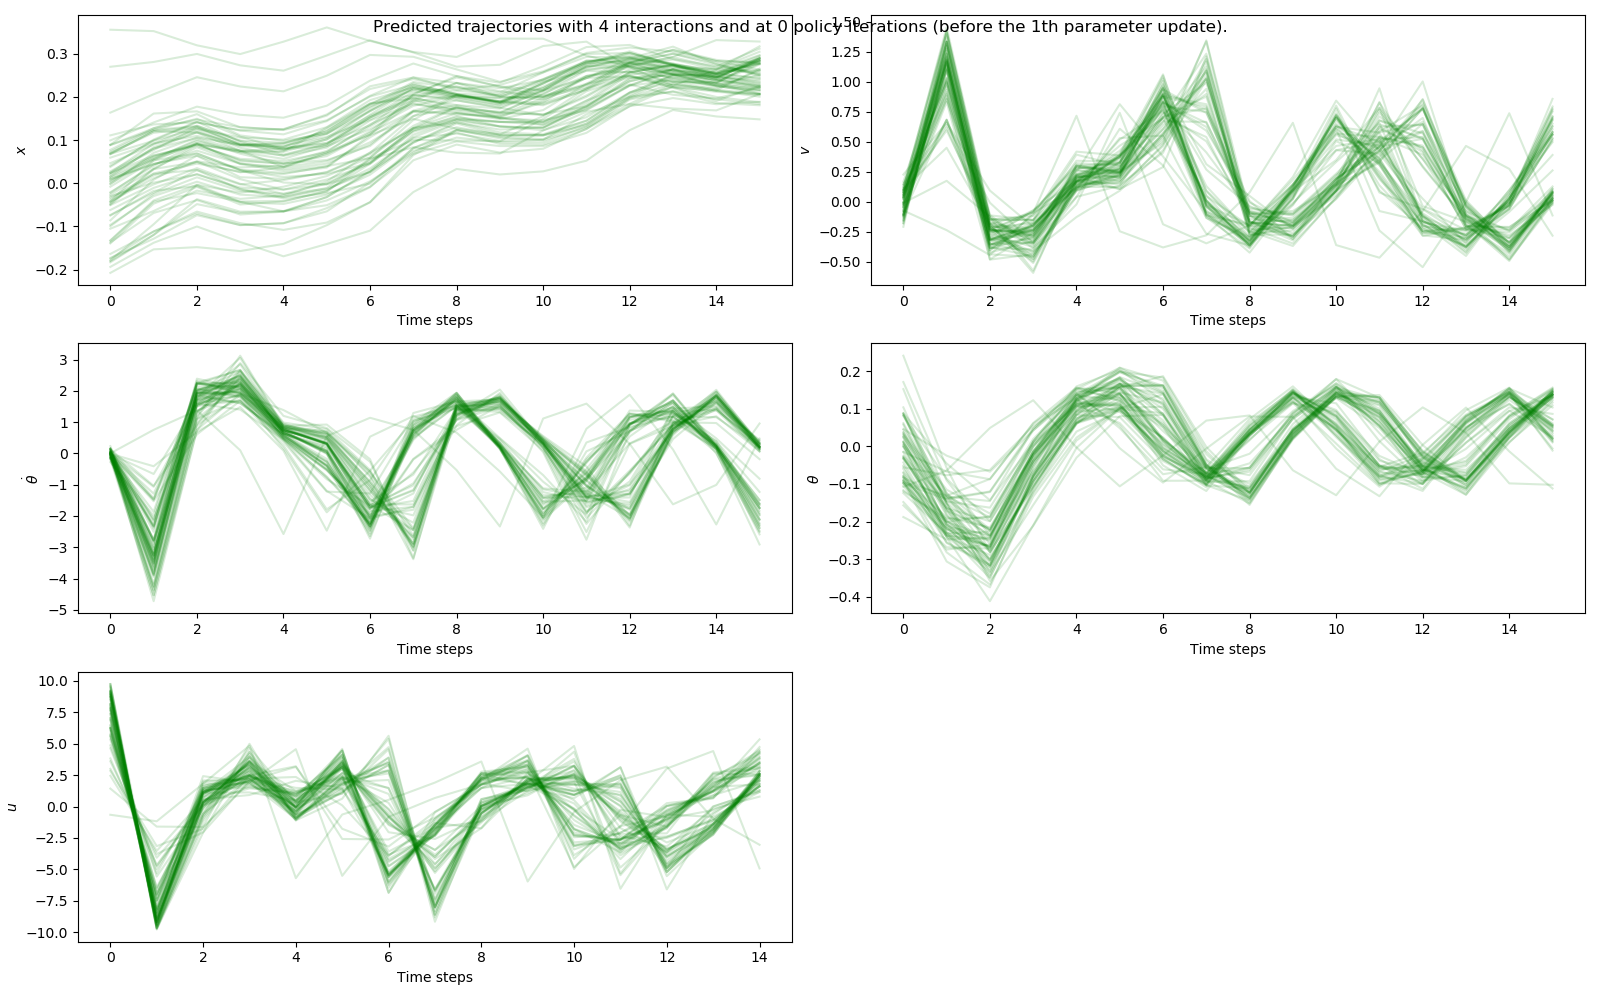 Predicted trajectories with 4 interactions and at 0 policy iterations (before the 1th parameter update).
0.3
0.2
0.1
0.0
−0.1
−0.2
x
0 2 4 6 8 10 12 14
Time steps
1.50
1.25
1.00
0.75
0.50
0.25
0.00
−0.25
−0.50
v
0 2 4 6 8 10 12 14
Time steps
3
2
1
0
−1
−2
−3
−4
−5
θ̇
0 2 4 6 8 10 12 14
Time steps
0.2
0.1
0.0
−0.1
−0.2
−0.3
−0.4
θ
0 2 4 6 8 10 12 14
Time steps
10.0
7.5
5.0
2.5
0.0
−2.5
−5.0
−7.5
−10.0
u
0 2 4 6 8 10 12 14
Time steps